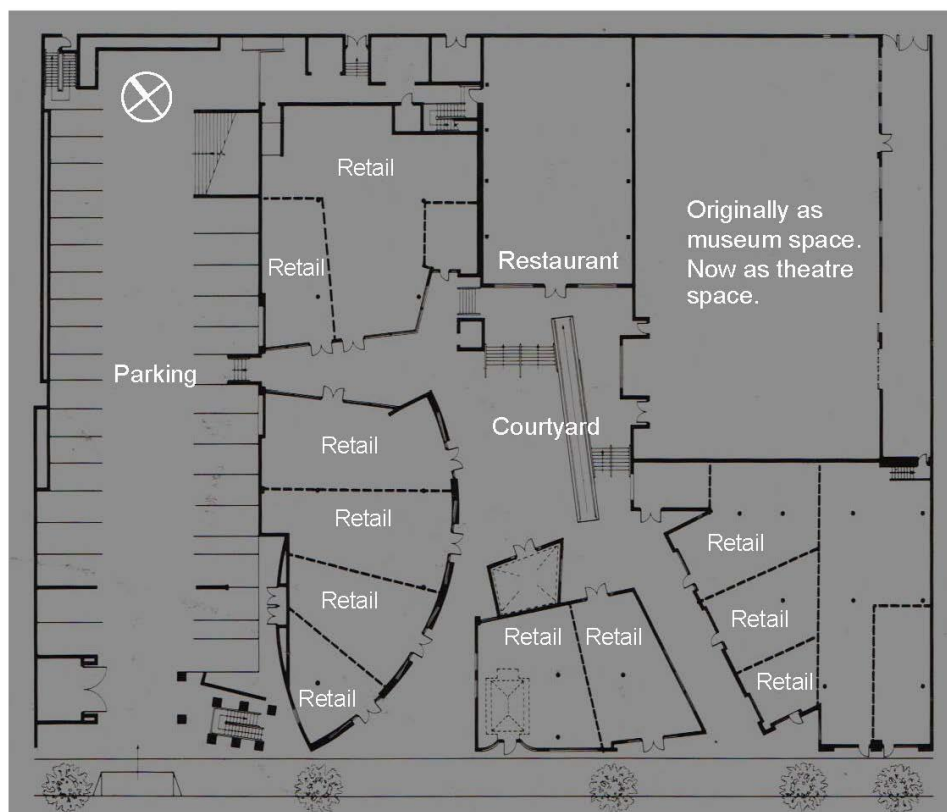 Retail
Originally as
museum space.
Now as theatre
space.
Retail
Restaurant
Parking
Courtyard
Retail
Retail
Retail
Retail
Retail
Retail
Retail
Retail
Retail